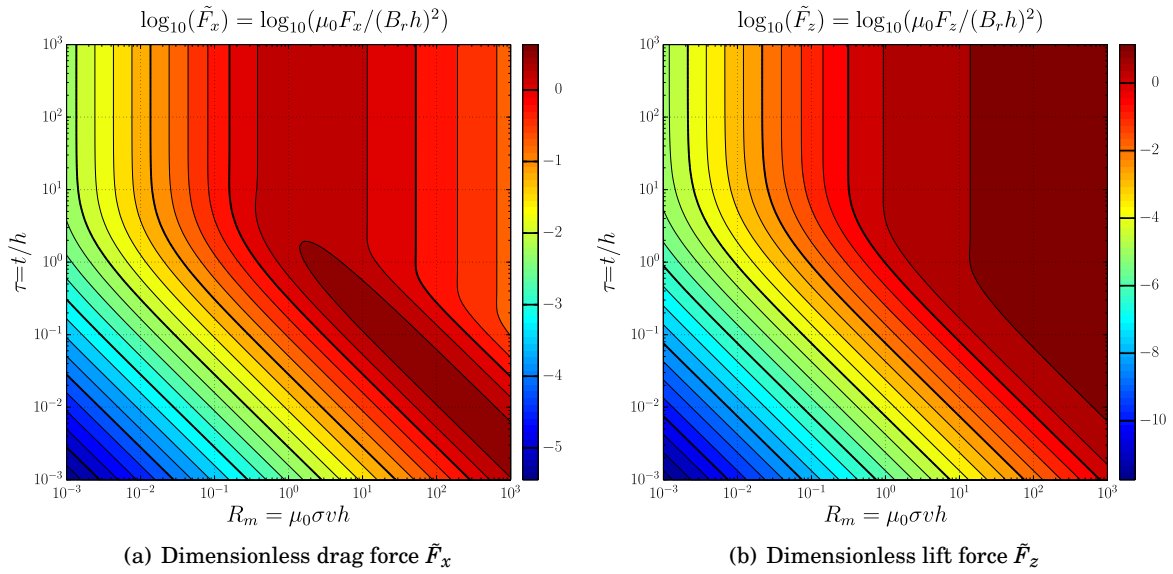 log₁₀(F̃ₓ) = log₁₀(μ₀Fₓ/(Bᵣh)²)
10³
10²
10¹
10⁰
10⁻¹
10⁻²
10⁻³
τ=t/h
10⁻³ 10⁻² 10⁻¹ 10⁰ 10¹ 10² 10³
Rₘ = μ₀σvh
0
−1
−2
−3
−4
−5
(a) Dimensionless drag force F̃ₓ
log₁₀(F̃_z) = log₁₀(μ₀F_z/(Bᵣh)²)
10³
10²
10¹
10⁰
10⁻¹
10⁻²
10⁻³
τ=t/h
10⁻³ 10⁻² 10⁻¹ 10⁰ 10¹ 10² 10³
Rₘ = μ₀σvh
0
−2
−4
−6
−8
−10
(b) Dimensionless lift force F̃_z